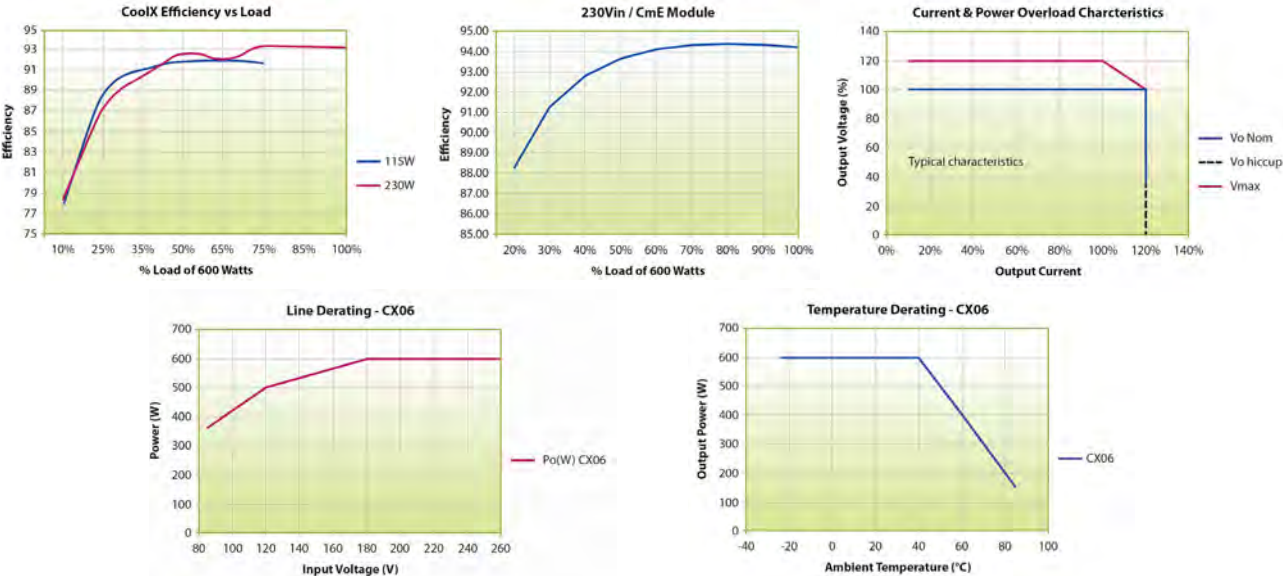 CoolX Efficiency vs Load
95
93
91
89
87
85
83
81
79
77
75
Efficiency
10% 25% 35% 50% 65% 75% 85% 100%
% Load of 600 Watts
115W
230W
230Vin / CmE Module
95.00
94.00
93.00
92.00
91.00
90.00
89.00
88.00
87.00
86.00
85.00
Efficiency
20% 30% 40% 50% 60% 70% 80% 90% 100%
% Load of 600 Watts
Current & Power Overload Charcteristics
140
120
100
80
60
40
20
0
Output Voltage (%)
Typical characteristics
0% 20% 40% 60% 80% 100% 120% 140%
Output Current
Vo Nom
Vo hiccup
Vmax
Line Derating - CX06
700
600
500
400
300
200
100
0
Power (W)
80 100 120 140 160 180 200 220 240 260
Input Voltage (V)
Po(W) CX06
Temperature Derating - CX06
700
600
500
400
300
200
100
0
Output Power (W)
-40 -20 0 20 40 60 80 100
Ambient Temperature (°C)
CX06